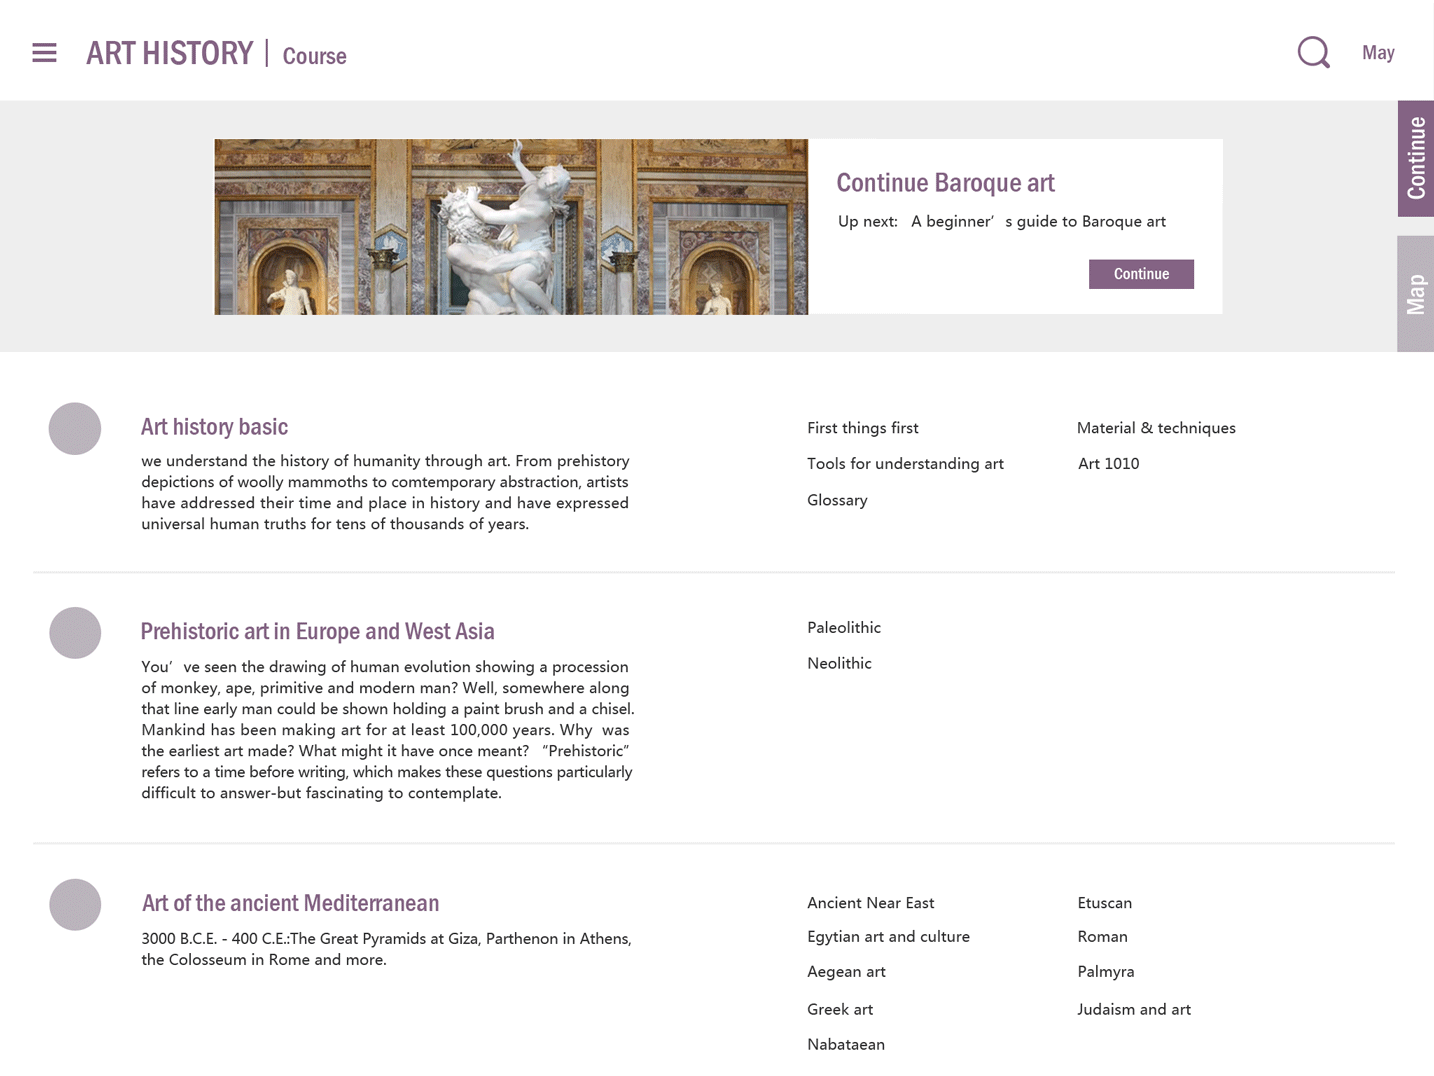 ART HISTORY | Course
May
Continue
Map
Continue Baroque art
Up next: A beginner’s guide to Baroque art
Continue
Art history basic
we understand the history of humanity through art. From prehistory
depictions of woolly mammoths to comtemporary abstraction, artists
have addressed their time and place in history and have expressed
universal human truths for tens of thousands of years.
First things first
Material & techniques
Tools for understanding art
Art 1010
Glossary
Prehistoric art in Europe and West Asia
You’ve seen the drawing of human evolution showing a procession
of monkey, ape, primitive and modern man? Well, somewhere along
that line early man could be shown holding a paint brush and a chisel.
Mankind has been making art for at least 100,000 years. Why was
the earliest art made? What might it have once meant? “Prehistoric”
refers to a time before writing, which makes these questions particularly
difficult to answer-but fascinating to contemplate.
Paleolithic
Neolithic
Art of the ancient Mediterranean
3000 B.C.E. - 400 C.E.:The Great Pyramids at Giza, Parthenon in Athens,
the Colosseum in Rome and more.
Ancient Near East
Etuscan
Egytian art and culture
Roman
Aegean art
Palmyra
Greek art
Judaism and art
Nabataean